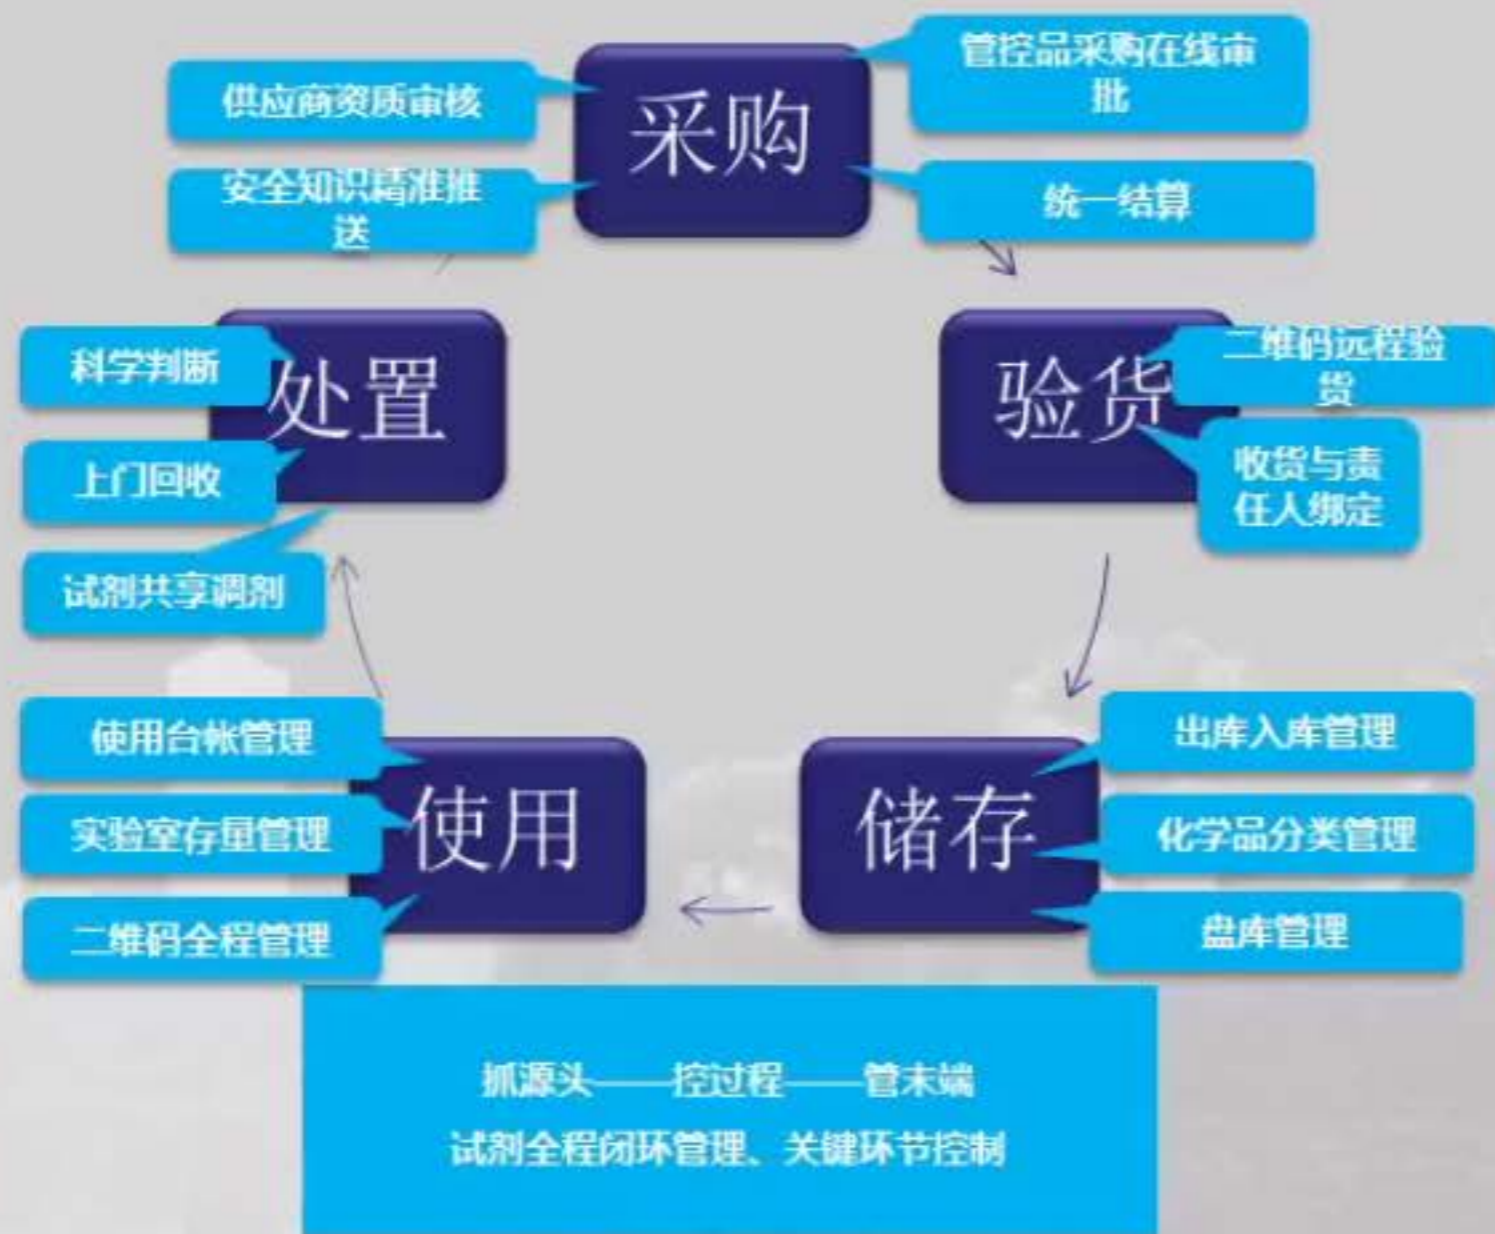 供应商资质审核
安全知识精准推
送
采购
管控品采购在线审
批
统一结算
科学判断
上门回收
试剂共享调剂
处置
验货
二维码远程验
货
收货与责
任人绑定
使用台帐管理
实验室存量管理
二维码全程管理
使用
储存
出库入库管理
化学品分类管理
盘库管理
抓源头——控过程——管末端
试剂全程闭环管理、关键环节控制